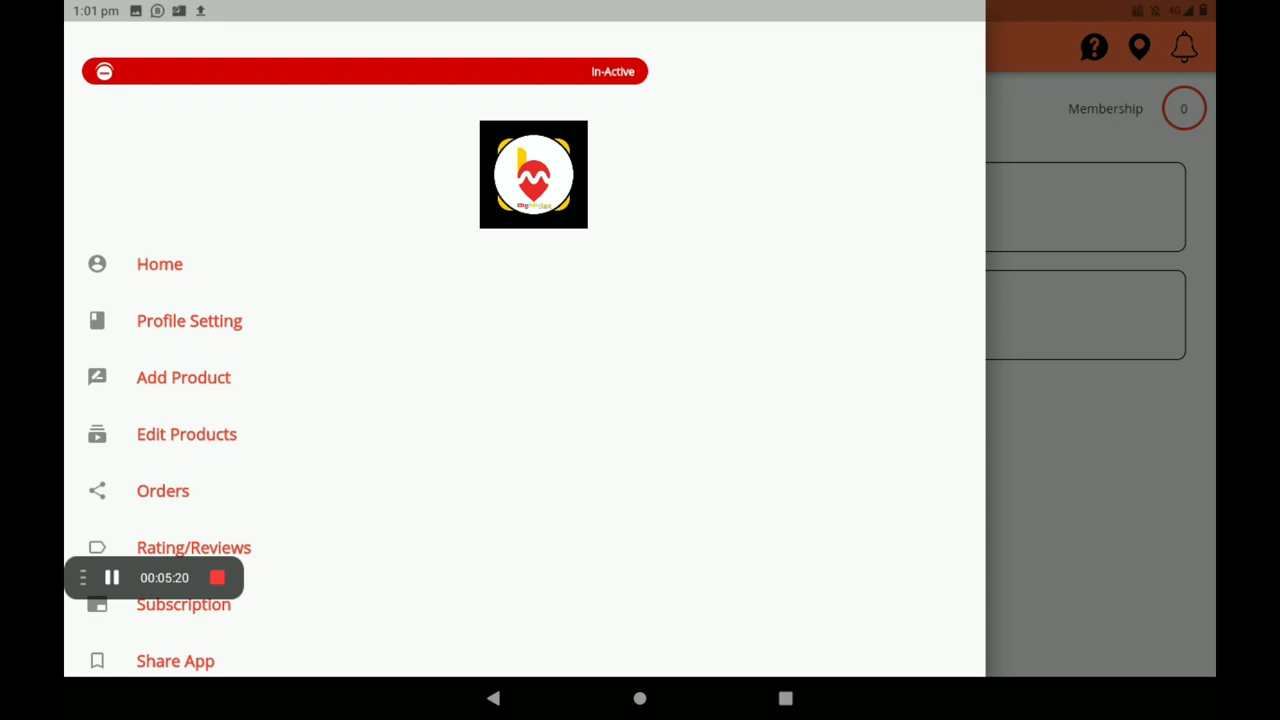 1:01 pm
4G
In-Active
Membership
0
Home
Profile Setting
Add Product
Edit Products
Orders
Rating/Reviews
00:05:20
Subscription
Share App